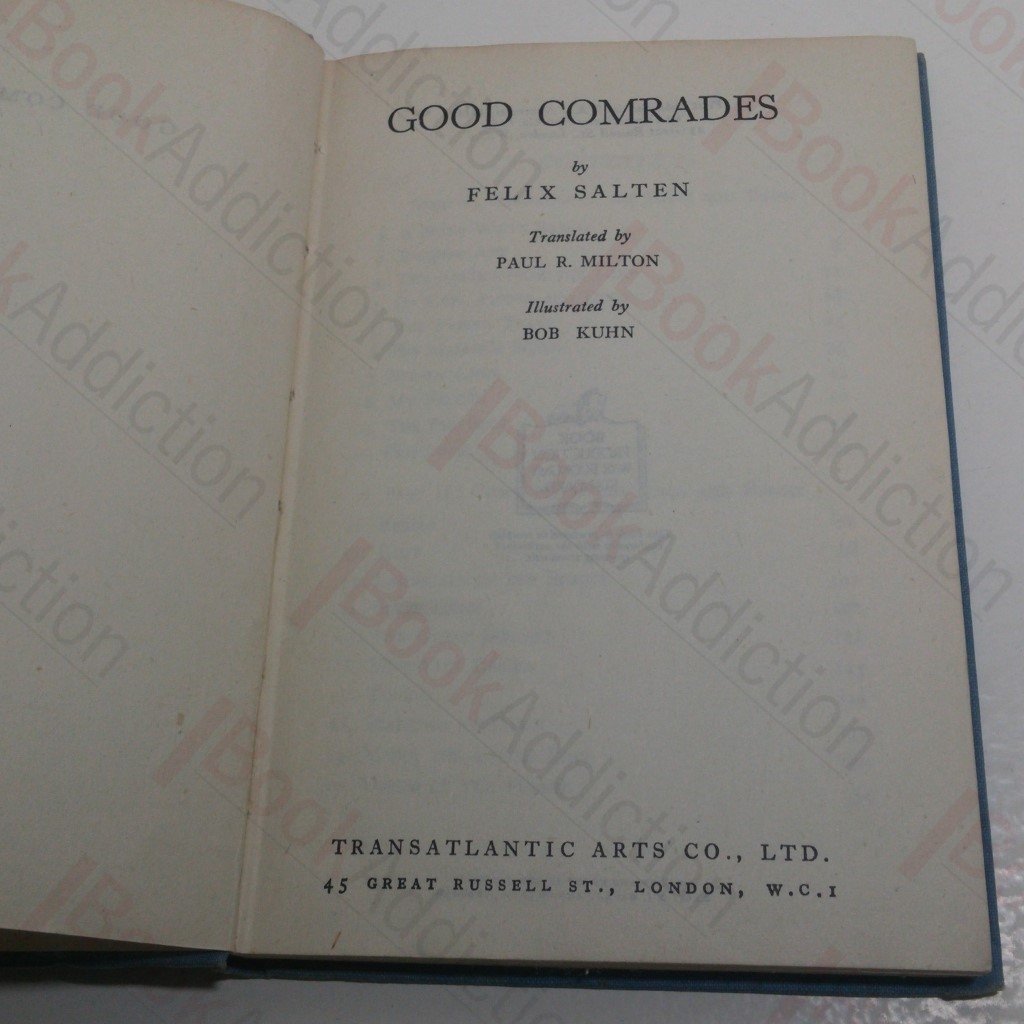 GOOD COMRADES
by
FELIX SALTEN
Translated by
PAUL R. MILTON
Illustrated by
BOB KUHN
TRANSATLANTIC ARTS CO., LTD.
45 GREAT RUSSELL ST., LONDON, W.C.1
BookAddiction